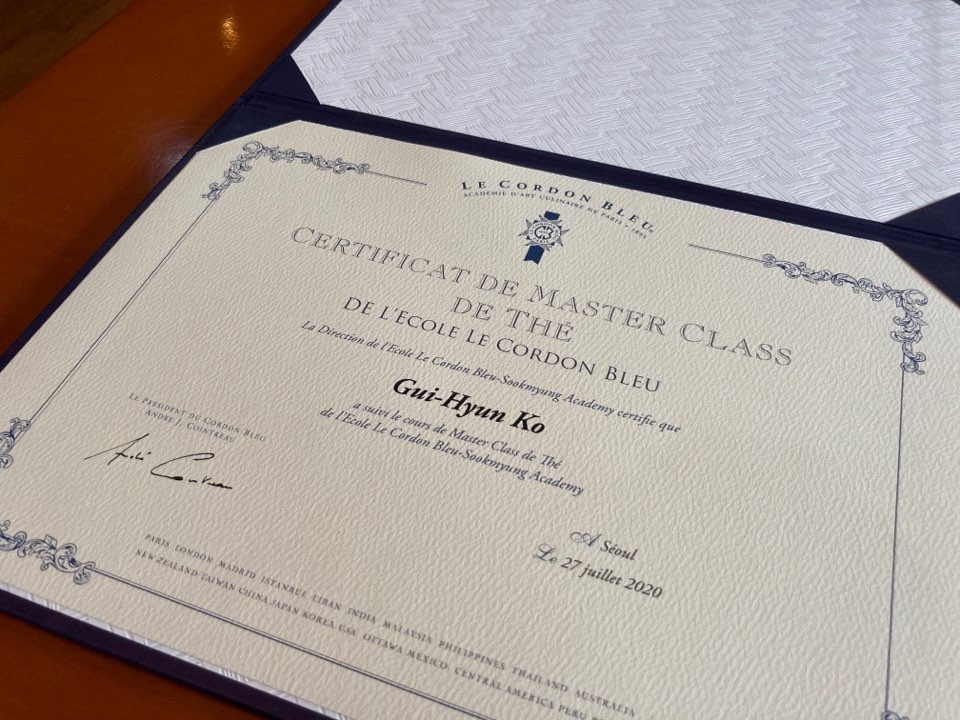 LE CORDON BLEU
ACADÉMIE D'ART CULINAIRE DE PARIS - 1895
CERTIFICAT DE MASTER CLASS
DE THÉ
DE L'ECOLE LE CORDON BLEU
La Direction de l'Ecole Le Cordon Bleu-Sookmyung Academy certifie que
Gui-Hyun Ko
a suivi le cours de Master Class de Thé
de l'Ecole Le Cordon Bleu-Sookmyung Academy
LE PRESIDENT DU CORDON BLEU
ANDRÉ J. COINTREAU
A Séoul
Le 27 juillet 2020
PARIS LONDON MADRID ISTANBUL LIBAN INDIA MALAYSIA PHILIPPINES THAILAND AUSTRALIA
NEW ZEALAND TAIWAN CHINA JAPAN KOREA USA OTTAWA MEXICO CENTRAL AMERICA PERU